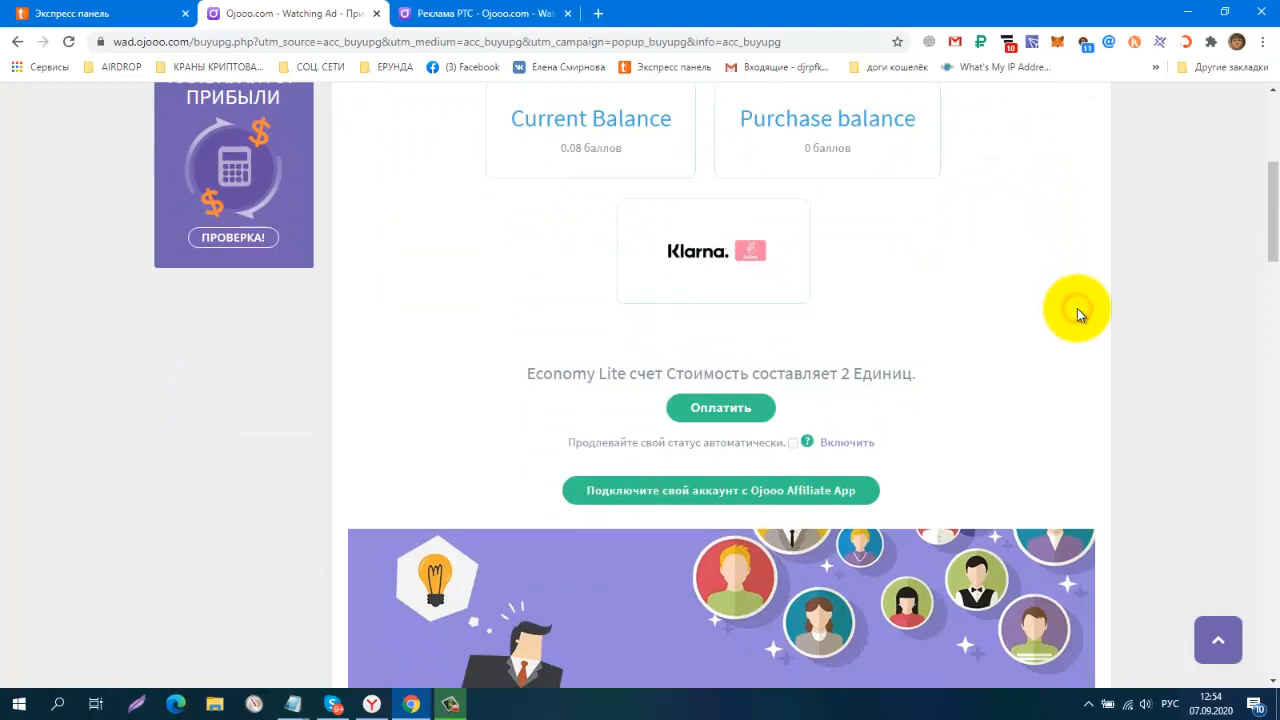 Экспресс панель
Ojooo.com - Watching Ad - При
Реклама PTC - Ojooo.com - Wat
wad.ojooo.com/buyupg.php?utm_source=acc_buyupg&utm_medium=acc_buyupg&utm_campaign=popup_buyupg&info=acc_buyupg
10
11
Сервисы
AIRDROP
КРАНЫ КРИПТОВА...
СОЦ. СЕТИ
ЕРУНДА
(3) Facebook
Елена Смирнова
Экспресс панель
Входящие - djrpfk...
доги кошелёк
What's My IP Addre...
»
Другие закладки
ПРИБЫЛИ
ПРОВЕРКА!
Current Balance
0.08 баллов
Purchase balance
0 баллов
Klarna.
Economy Lite счет Стоимость составляет 2 Единиц.
Оплатить
Продлевайте свой статус автоматически. ? Включить
Подключите свой аккаунт с Ojooo Affiliate App
РУС
12:54
07.09.2020
10